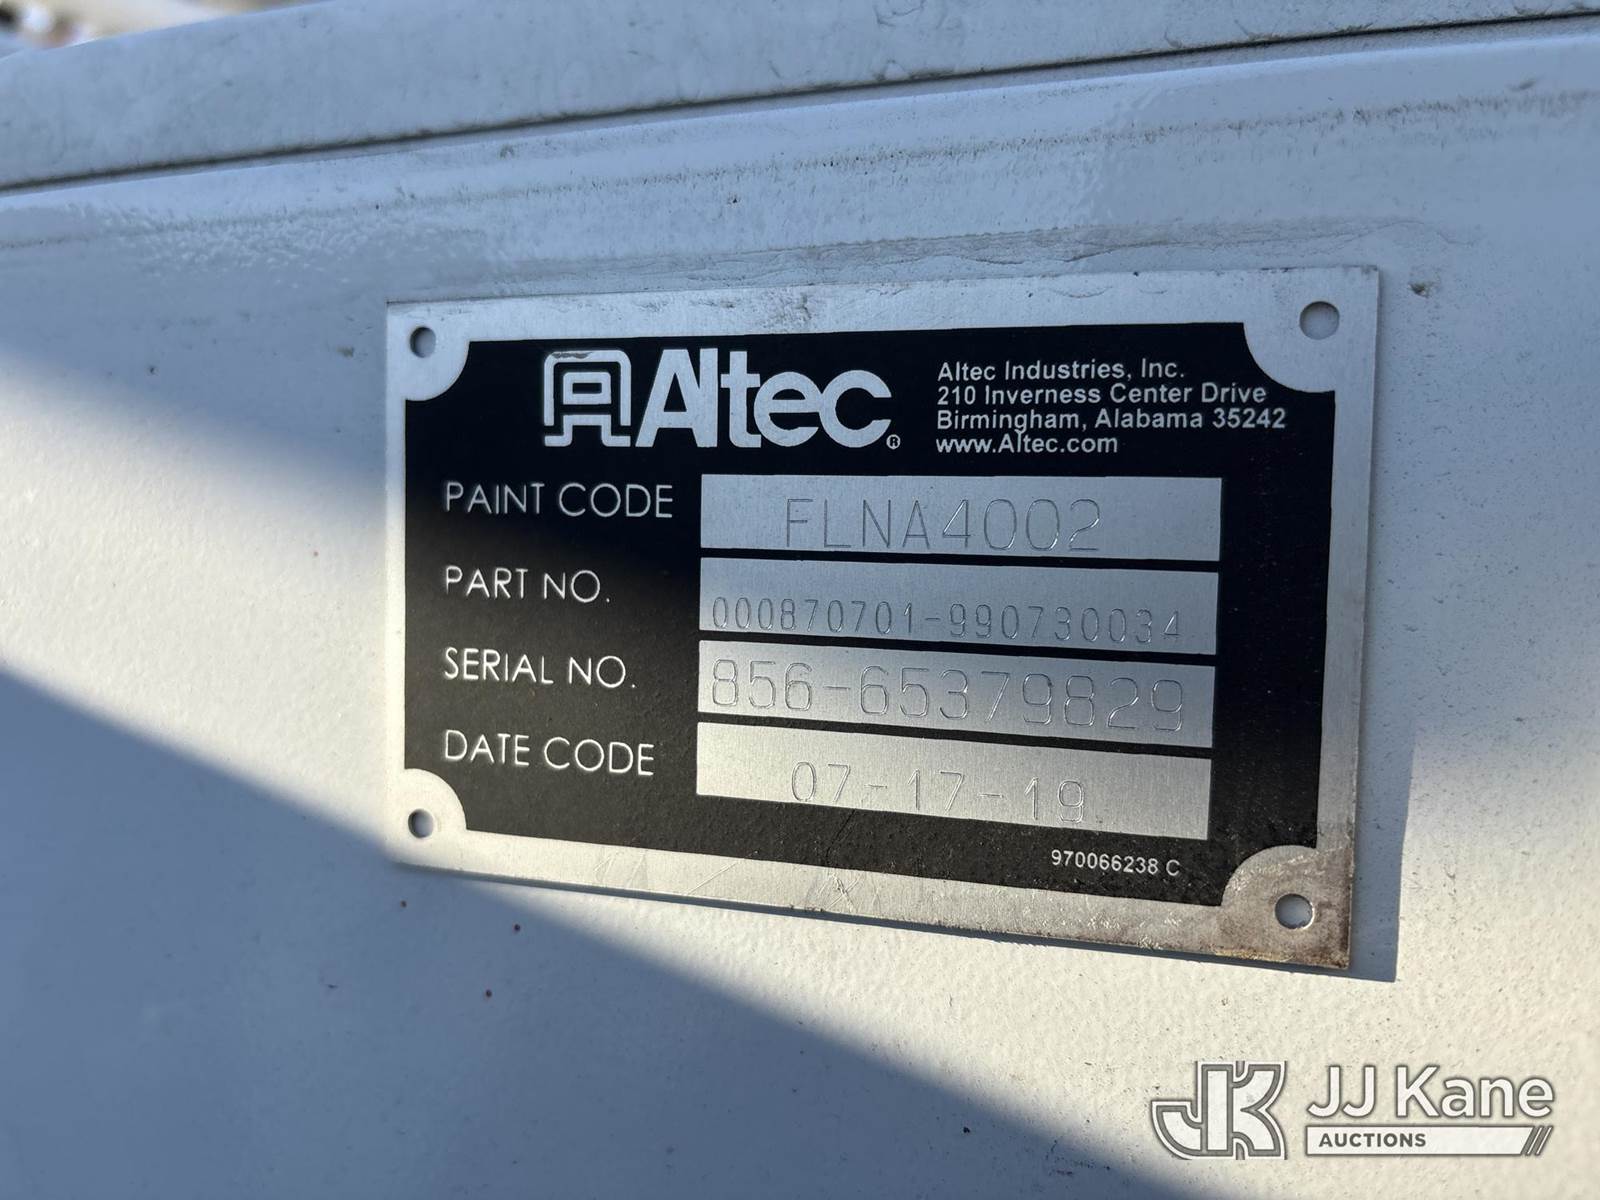 Altec®
Altec Industries, Inc.
210 Inverness Center Drive
Birmingham, Alabama 35242
www.Altec.com
PAINT CODE FLNA4002
PART NO. 000870701-990730034
SERIAL NO. 856-65379829
DATE CODE 07-17-19
970066238 C
JK JJ Kane
AUCTIONS